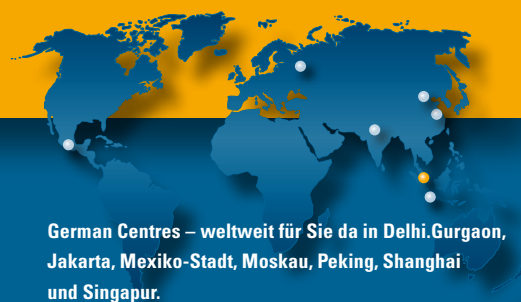 German Centres – weltweit für Sie da in Delhi.Gurgaon,
Jakarta, Mexiko-Stadt, Moskau, Peking, Shanghai
und Singapur.